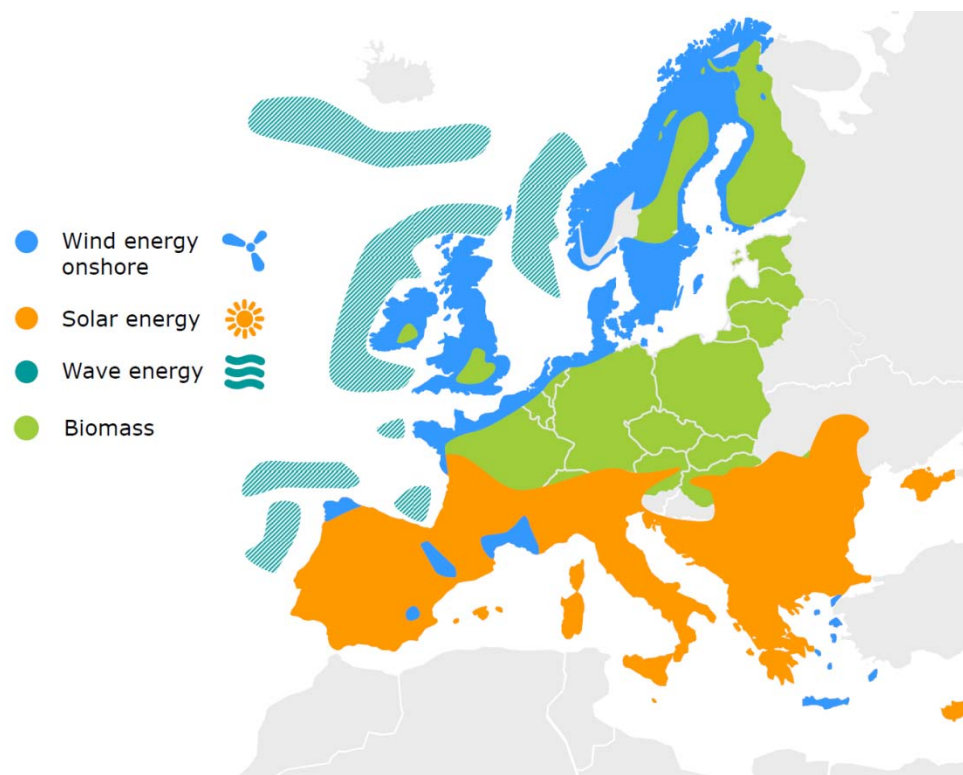 Wind energy
onshore
Solar energy
Wave energy
Biomass